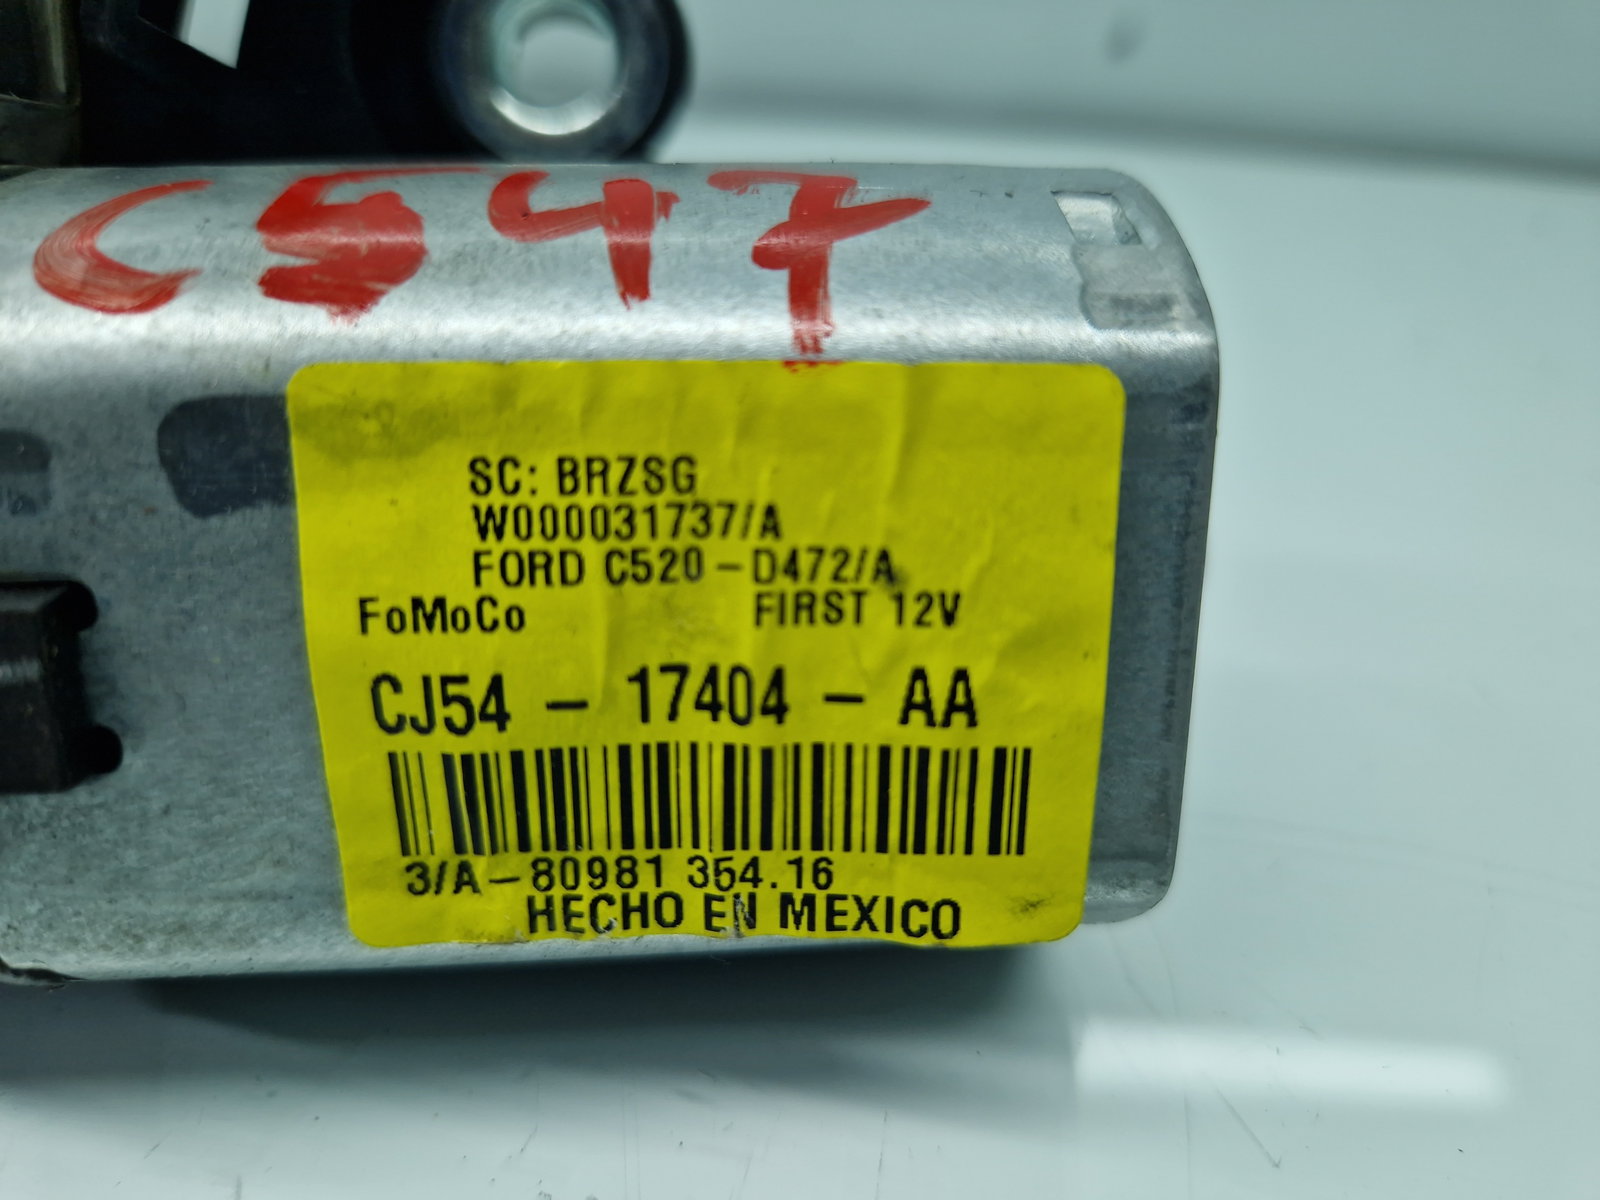 C547
SC: BRZSG
W000031737/A
FORD C520-D472/A
FoMoCo FIRST 12V
CJ54 - 17404 - AA
3/A-80981 354.16
HECHO EN MEXICO